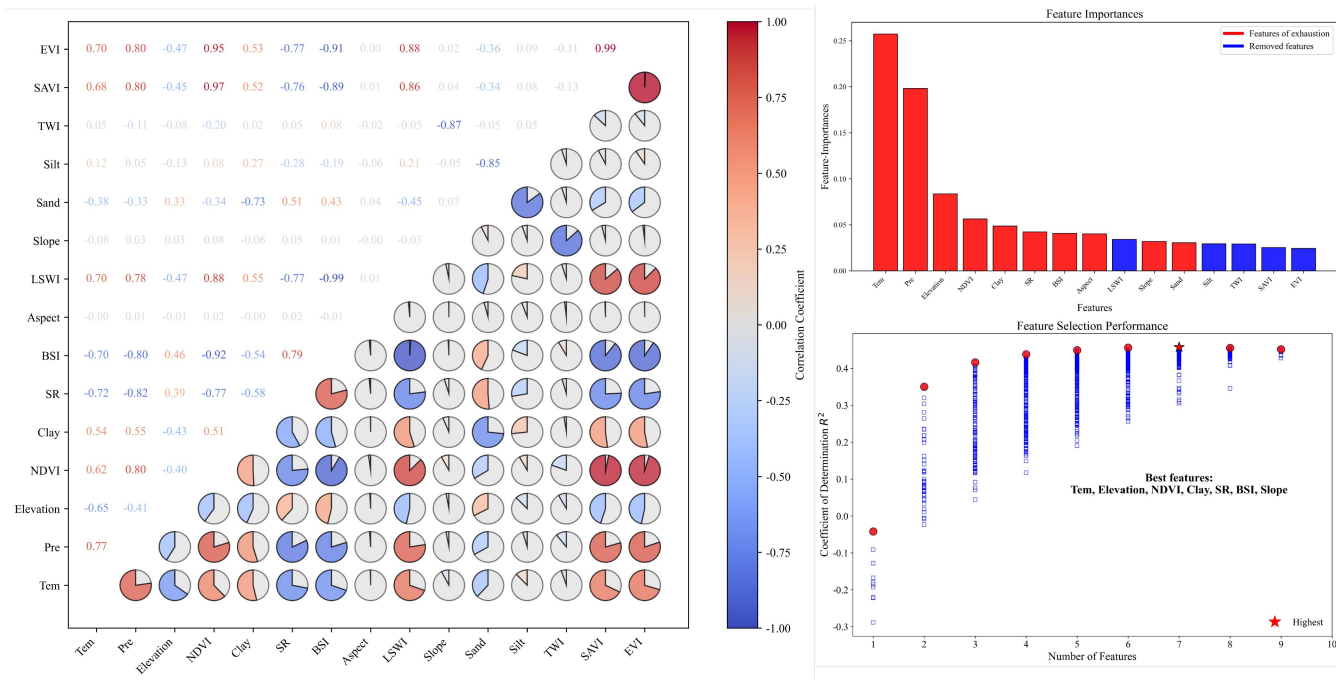 EVI 0.70 0.80 -0.47 0.95 0.53 -0.77 -0.91 0.00 0.88 0.02 -0.36 0.09 -0.11 0.99
SAVI 0.68 0.80 -0.45 0.97 0.52 -0.76 -0.89 0.01 0.86 0.04 -0.34 0.08 -0.13
TWI 0.05 -0.11 -0.08 -0.20 0.02 0.05 0.08 -0.02 -0.05 -0.87 -0.05 0.05
Silt 0.12 0.05 -0.13 0.08 0.27 -0.28 -0.19 -0.06 0.21 -0.05 -0.85
Sand -0.38 -0.33 0.33 -0.34 -0.73 0.51 0.43 0.04 -0.45 0.07
Slope -0.08 0.03 0.03 0.08 -0.06 0.05 0.01 -0.00 -0.03
LSWI 0.70 0.78 -0.47 0.88 0.55 -0.77 -0.99 0.01
Aspect -0.00 0.01 -0.01 0.02 -0.00 0.02 -0.01
BSI -0.70 -0.80 0.46 -0.92 -0.54 0.79
SR -0.72 -0.82 0.39 -0.77 -0.58
Clay 0.54 0.55 -0.43 0.51
NDVI 0.62 0.80 -0.40
Elevation -0.65 -0.41
Pre 0.77
Tem
Tem Pre Elevation NDVI Clay SR BSI Aspect LSWI Slope Sand Silt TWI SAVI EVI
1.00
0.75
0.50
0.25
0.00
-0.25
-0.50
-0.75
-1.00
Correlation Coefficient
Feature Importances
Features of exhaustion
Removed features
0.25
0.20
0.15
0.10
0.05
0.00
Feature-Importances
Tem Pre Elevation NDVI Clay SR BSI Aspect LSWI Slope Sand Silt TWI SAVI EVI
Features
Feature Selection Performance
0.4
0.3
0.2
0.1
0.0
-0.1
-0.2
-0.3
Coefficient of Determination R²
Best features:
Tem, Elevation, NDVI, Clay, SR, BSI, Slope
Highest
1 2 3 4 5 6 7 8 9 10
Number of Features